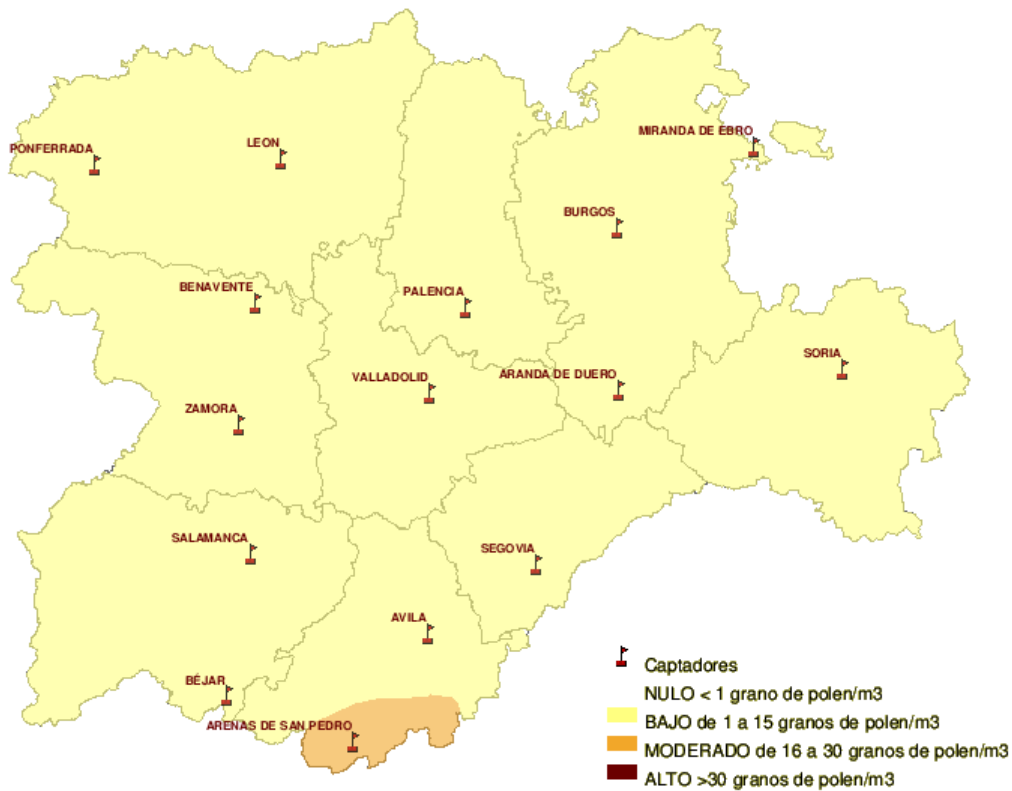 MIRANDA DE EBRO
PONFERRADA
LEON
BURGOS
BENAVENTE
PALENCIA
SORIA
VALLADOLID
ARANDA DE DUERO
ZAMORA
SALAMANCA
SEGOVIA
AVILA
BÉJAR
ARENAS DE SAN PEDRO
Captadores
NULO < 1 grano de polen/m3
BAJO de 1 a 15 granos de polen/m3
MODERADO de 16 a 30 granos de polen/m3
ALTO >30 granos de polen/m3